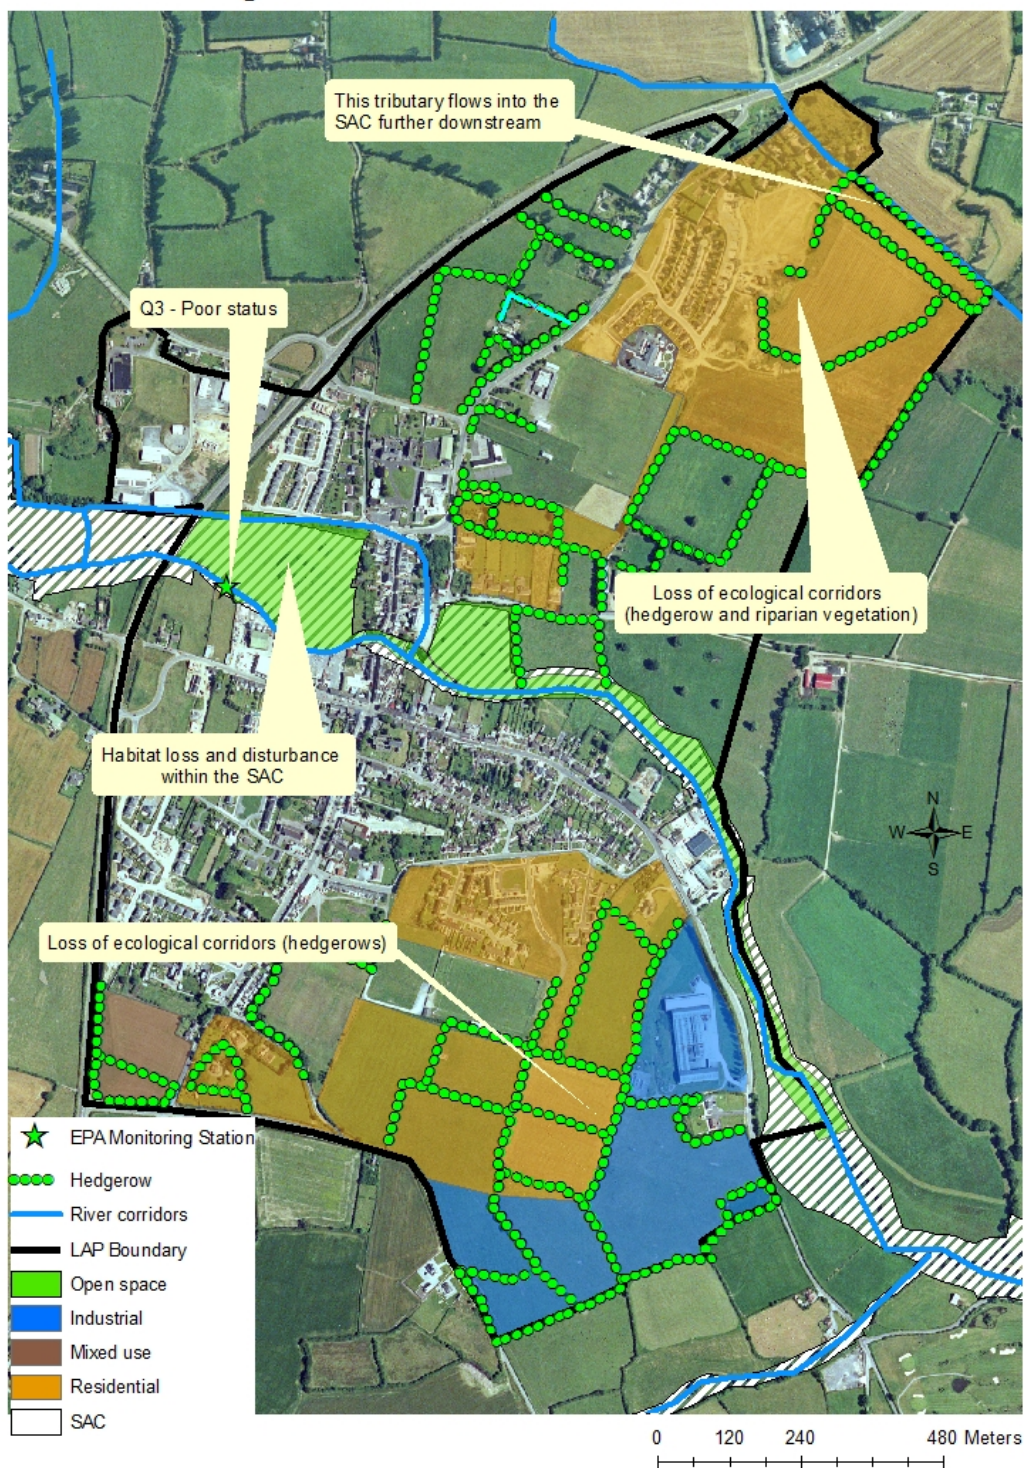 This tributary flows into the
SAC further downstream
Q3 - Poor status
Loss of ecological corridors
(hedgerow and riparian vegetation)
Habitat loss and disturbance
within the SAC
N
W E
S
Loss of ecological corridors (hedgerows)
EPA Monitoring Station
Hedgerow
River corridors
LAP Boundary
Open space
Industrial
Mixed use
Residential
SAC
0 120 240 480 Meters